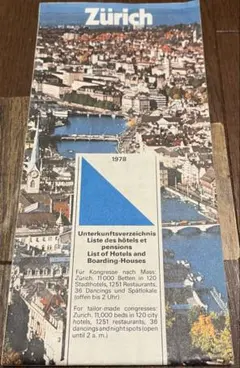 Zürich
1978
Unterkunftsverzeichnis
Liste des hôtels et
pensions
List of Hotels and
Boarding-Houses
Für Kongresse nach Mass:
Zürich. 11 000 Betten in 120
Stadthotels, 1251 Restaurants,
36 Dancings und Spätlokale
(offen bis 2 Uhr)
For tailor-made congresses:
Zurich. 11,000 beds in 120 city
hotels, 1251 restaurants, 36
dancings and night spots (open
until 2 a.m.)